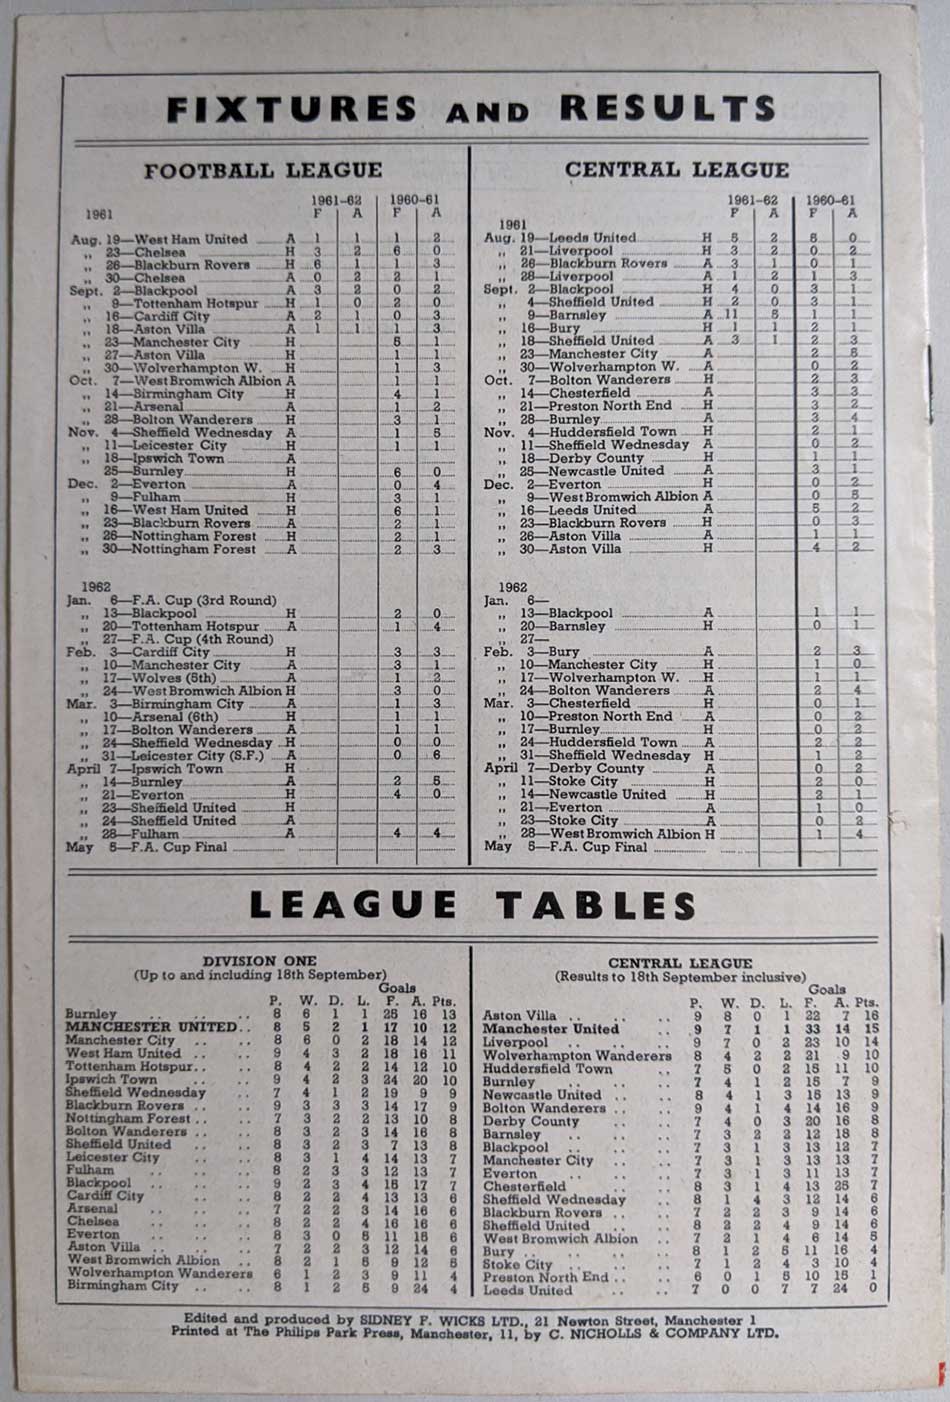 FIXTURES AND RESULTS
FOOTBALL LEAGUE
1961-62 1960-61
1961 F A F A
Aug. 19—West Ham United A 1 1 1 2
,, 23—Chelsea H 3 2 6 0
,, 26—Blackburn Rovers H 6 1 1 3
,, 30—Chelsea A 0 2 2 1
Sept. 2—Blackpool A 3 2 0 2
,, 9—Tottenham Hotspur H 1 0 2 0
,, 16—Cardiff City A 2 1 0 3
,, 18—Aston Villa A 1 1 1 3
,, 23—Manchester City H 5 1
,, 27—Aston Villa H 1 1
,, 30—Wolverhampton W. H 1 3
Oct. 7—West Bromwich Albion A 1 1
,, 14—Birmingham City H 4 1
,, 21—Arsenal A 1 2
,, 28—Bolton Wanderers H 3 1
Nov. 4—Sheffield Wednesday A 1 5
,, 11—Leicester City H 1 1
,, 18—Ipswich Town A
25—Burnley H 6 0
Dec. 2—Everton A 0 4
,, 9—Fulham H 3 1
,, 16—West Ham United H 6 1
,, 23—Blackburn Rovers A 2 1
,, 26—Nottingham Forest H 2 1
,, 30—Nottingham Forest A 2 3
1962
Jan. 6—F.A. Cup (3rd Round)
,, 13—Blackpool H 2 0
,, 20—Tottenham Hotspur A 1 4
,, 27—F.A. Cup (4th Round)
Feb. 3—Cardiff City H 3 3
,, 10—Manchester City A 3 1
,, 17—Wolves (5th) A 1 2
,, 24—West Bromwich Albion H 3 0
Mar. 3—Birmingham City A 1 3
,, 10—Arsenal (6th) H 1 1
,, 17—Bolton Wanderers A 1 1
,, 24—Sheffield Wednesday H 0 0
,, 31—Leicester City (S.F.) A 0 6
April 7—Ipswich Town H
,, 14—Burnley A 2 5
,, 21—Everton H 4 0
,, 23—Sheffield United H
,, 24—Sheffield United A
,, 28—Fulham A 4 4
May 5—F.A. Cup Final
CENTRAL LEAGUE
1961-62 1960-61
F A F A
1961
Aug. 19—Leeds United H 5 2 5 0
,, 21—Liverpool H 3 2 0 2
,, 26—Blackburn Rovers A 3 1 0 1
,, 28—Liverpool A 1 2 1 3
Sept. 2—Blackpool H 4 0 3 1
,, 4—Sheffield United H 2 0 3 1
,, 9—Barnsley A 11 5 1 1
,, 16—Bury H 1 1 2 1
,, 18—Sheffield United A 3 1 2 3
,, 23—Manchester City A 2 5
,, 30—Wolverhampton W. A 0 2
Oct. 7—Bolton Wanderers H 2 3
,, 14—Chesterfield A 3 3
,, 21—Preston North End H 3 2
,, 28—Burnley A 3 4
Nov. 4—Huddersfield Town H 2 1
,, 11—Sheffield Wednesday A 0 2
,, 18—Derby County H 1 1
,, 25—Newcastle United A 3 1
Dec. 2—Everton H 0 2
,, 9—West Bromwich Albion A 0 5
,, 16—Leeds United A 5 2
,, 23—Blackburn Rovers H 0 3
,, 26—Aston Villa A 1 1
,, 30—Aston Villa H 4 2
1962
Jan. 6—
13—Blackpool A 1 1
,, 20—Barnsley H 0 1
,, 27—
Feb. 3—Bury A 2 3
,, 10—Manchester City H 1 0
,, 17—Wolverhampton W. H 1 1
,, 24—Bolton Wanderers A 2 4
Mar. 3—Chesterfield H 0 1
,, 10—Preston North End A 0 2
,, 17—Burnley H 0 2
,, 24—Huddersfield Town A 2 2
,, 31—Sheffield Wednesday H 1 2
April 7—Derby County A 0 2
,, 11—Stoke City H 2 0
,, 14—Newcastle United H 2 1
,, 21—Everton A 1 0
,, 23—Stoke City A 0 2
,, 28—West Bromwich Albion H 1 4
May 5—F.A. Cup Final
LEAGUE TABLES
DIVISION ONE
(Up to and including 18th September)
Goals
P. W. D. L. F. A. Pts.
Burnley 8 6 1 1 25 16 13
MANCHESTER UNITED 8 5 2 1 17 10 12
Manchester City 8 6 0 2 18 14 12
West Ham United 9 4 3 2 18 16 11
Tottenham Hotspur 8 4 2 2 14 12 10
Ipswich Town 9 4 2 3 24 20 10
Sheffield Wednesday 7 4 1 2 19 9 9
Blackburn Rovers 9 3 3 3 14 17 9
Nottingham Forest 7 3 2 2 13 10 8
Bolton Wanderers 8 3 2 3 14 16 8
Sheffield United 8 3 2 3 7 13 8
Leicester City 8 3 1 4 14 13 7
Fulham 8 2 3 3 12 13 7
Blackpool 9 2 3 4 15 17 7
Cardiff City 8 2 2 4 13 13 6
Arsenal 7 2 2 3 14 16 6
Chelsea 8 2 2 4 16 16 6
Everton 8 3 0 5 11 15 6
Aston Villa 7 2 2 3 12 14 6
West Bromwich Albion 8 2 1 5 9 12 5
Wolverhampton Wanderers 6 1 2 3 9 11 4
Birmingham City 8 1 2 5 9 24 4
CENTRAL LEAGUE
(Results to 18th September inclusive)
Goals
P. W. D. L. F. A. Pts.
Aston Villa 9 8 0 1 22 7 16
Manchester United 9 7 1 1 33 14 15
Liverpool 9 7 0 2 23 10 14
Wolverhampton Wanderers 8 4 2 2 21 9 10
Huddersfield Town 7 5 0 2 15 11 10
Burnley 7 4 1 2 15 7 9
Newcastle United 8 4 1 3 15 13 9
Bolton Wanderers 9 4 1 4 14 16 9
Derby County 7 4 0 3 20 16 8
Barnsley 7 3 2 2 12 18 8
Blackpool 7 3 1 3 13 12 7
Manchester City 7 3 1 3 13 13 7
Everton 7 3 1 3 11 13 7
Chesterfield 8 3 1 4 13 25 7
Sheffield Wednesday 8 1 4 3 12 14 6
Blackburn Rovers 7 2 2 3 9 14 6
Sheffield United 8 2 2 4 9 14 6
West Bromwich Albion 7 2 1 4 6 14 5
Bury 8 1 2 5 11 16 4
Stoke City 7 1 2 4 3 10 4
Preston North End 6 0 1 5 10 15 1
Leeds United 7 0 0 7 7 24 0
Edited and produced by SIDNEY F. WICKS LTD., 21 Newton Street, Manchester 1
Printed at The Philips Park Press, Manchester, 11, by C. NICHOLLS & COMPANY LTD.